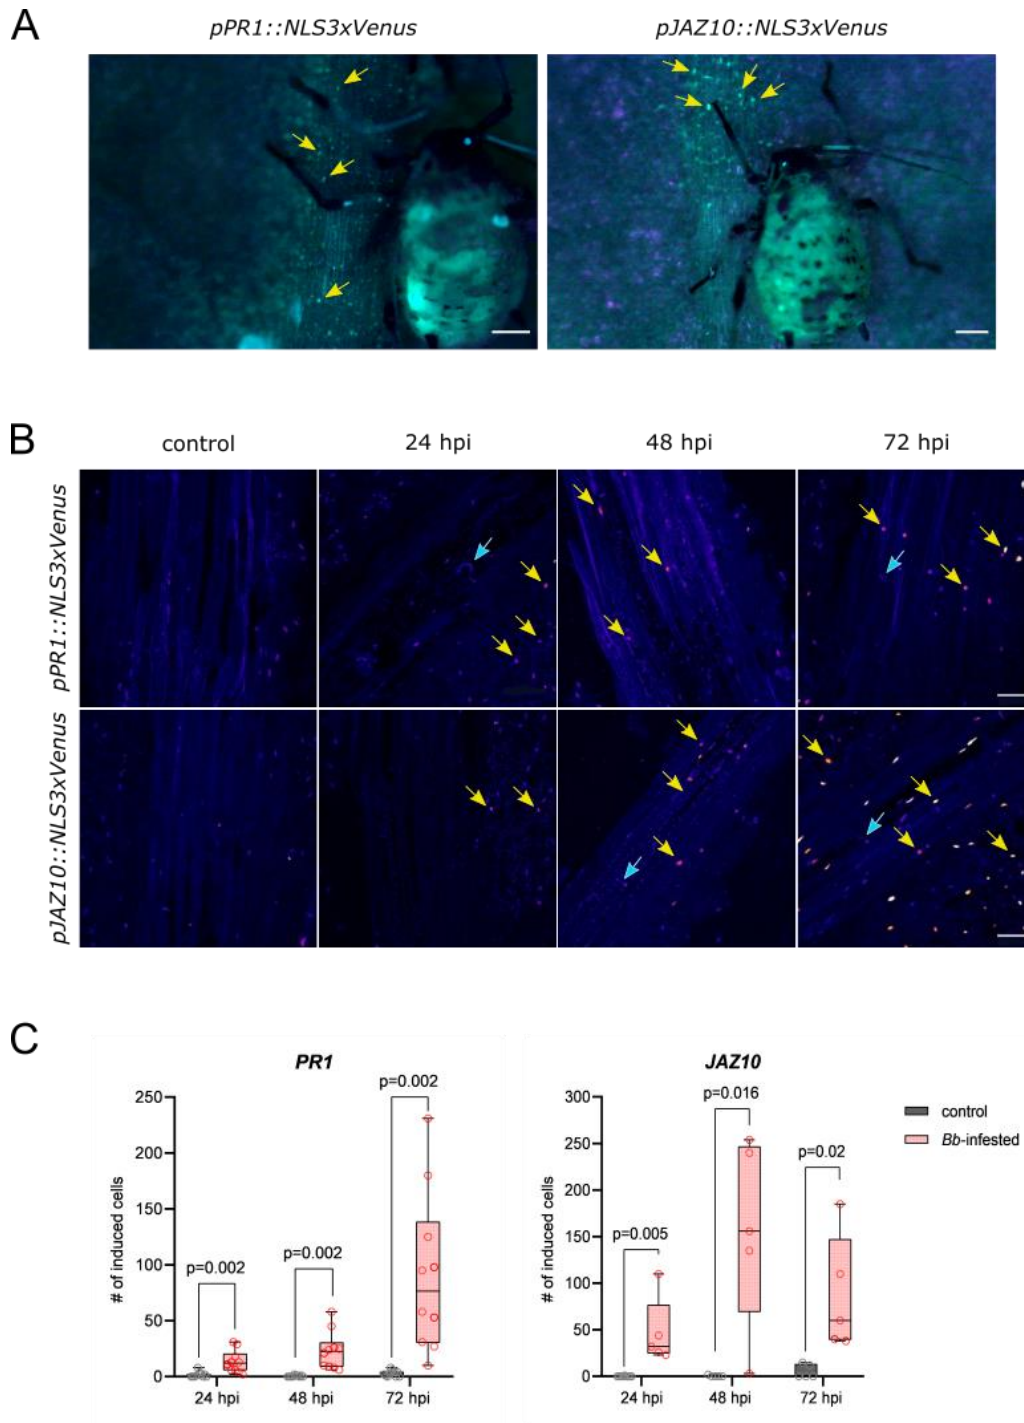 A
pPR1::NLS3xVenus pJAZ10::NLS3xVenus
B
control 24 hpi 48 hpi 72 hpi
pPR1::NLS3xVenus
pJAZ10::NLS3xVenus
C
PR1
# of induced cells
250
200
150
100
50
0
p=0.002
p=0.002
p=0.002
24 hpi 48 hpi 72 hpi
JAZ10
# of induced cells
300
250
200
150
100
50
0
p=0.005
p=0.016
p=0.02
24 hpi 48 hpi 72 hpi
control
Bb-infested